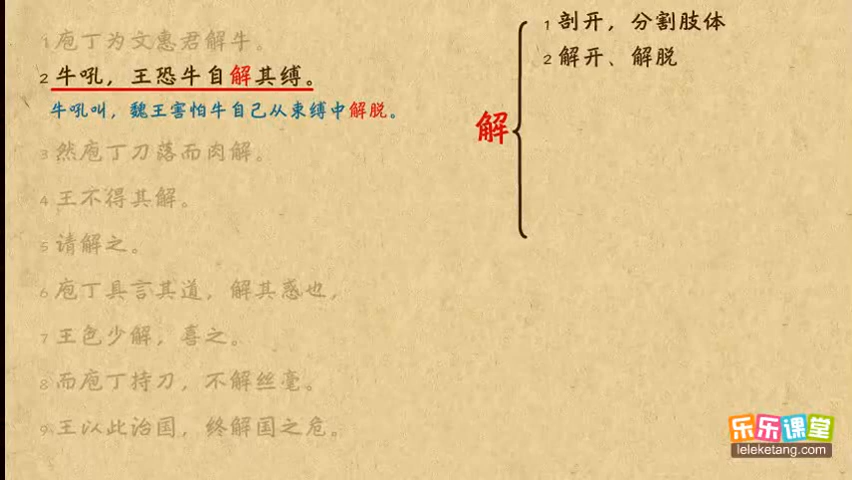 1 庖丁为文惠君解牛。
2 牛吼，王恐牛自解其缚。
牛吼叫，魏王害怕牛自己从束缚中解脱。
3 然庖丁刀落而肉解。
4 王不得其解。
5 请解之。
6 庖丁具言其道，解其惑也，
7 王色少解，喜之。
8 而庖丁持刀，不解丝毫。
9 王以此治国，终解国之危。
解
1 剖开，分割肢体
2 解开、解脱
乐乐课堂
leleketang.com